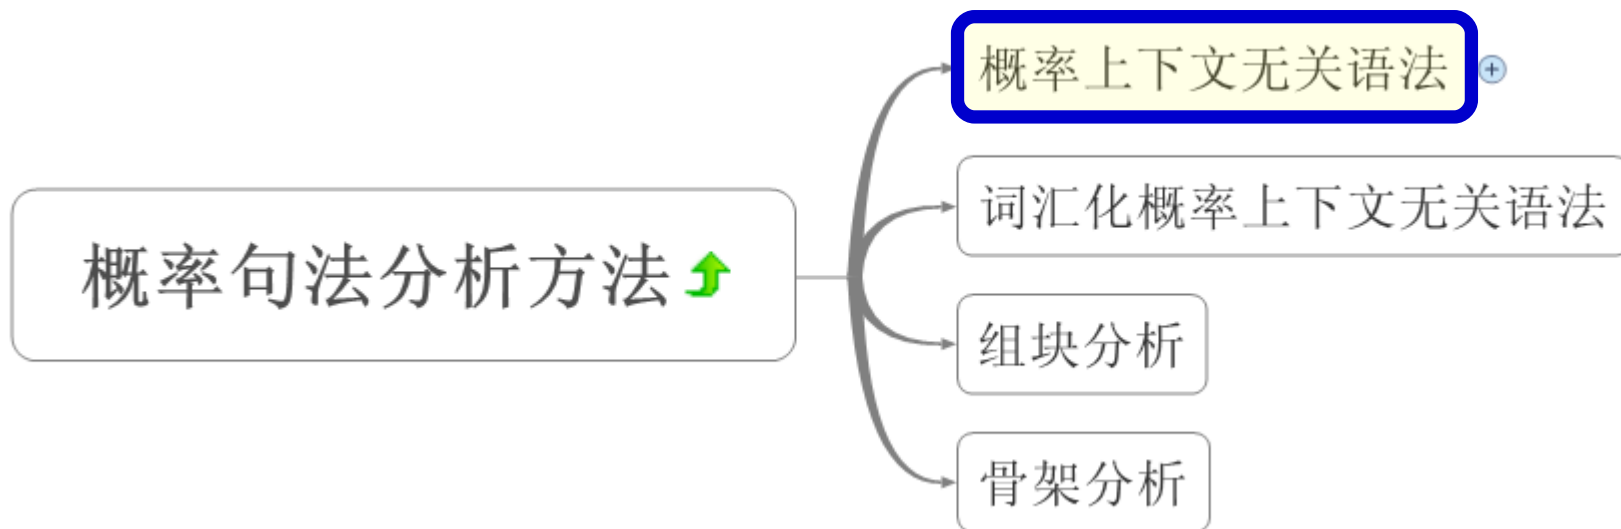 概率上下文无关语法
词汇化概率上下文无关语法
概率句法分析方法
组块分析
骨架分析